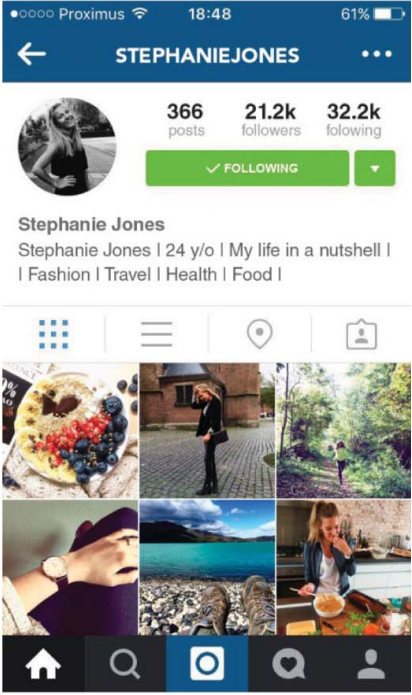 Proximus 18:48 61%
STEPHANIEJONES
366 21.2k 32.2k
posts followers folowing
FOLLOWING
Stephanie Jones
Stephanie Jones | 24 y/o | My life in a nutshell |
| Fashion | Travel | Health | Food |